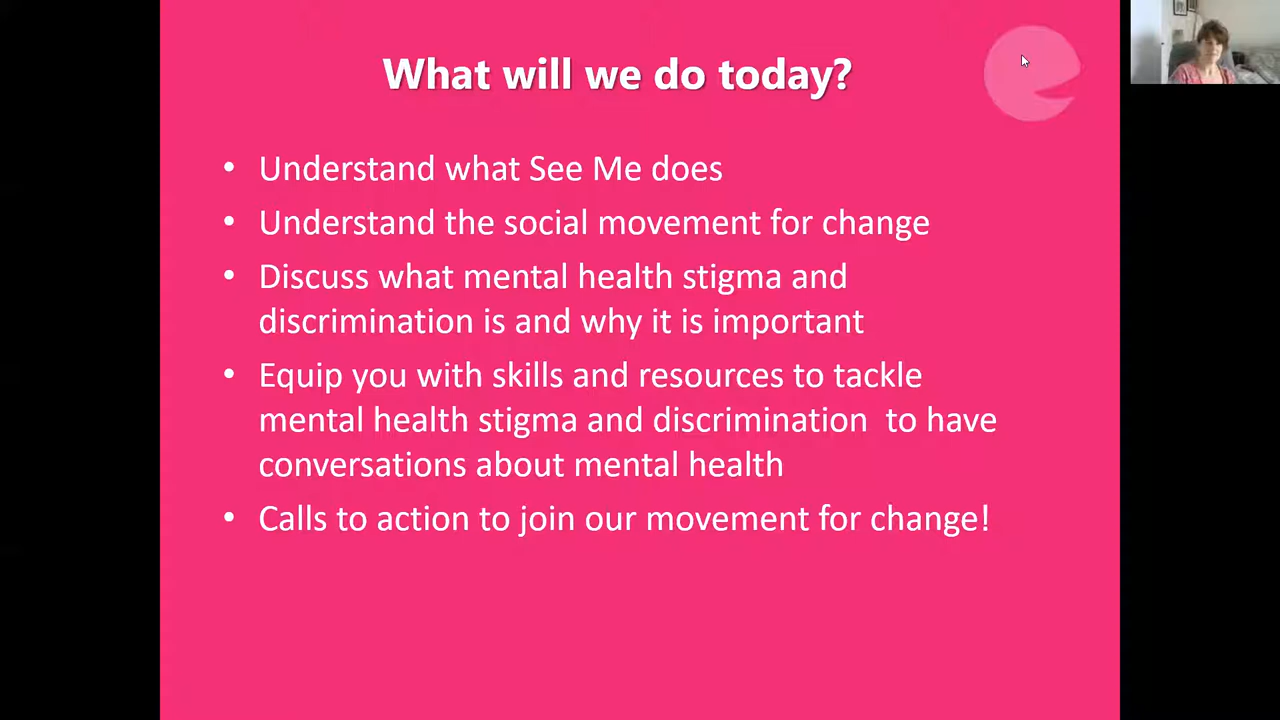 What will we do today?
• Understand what See Me does
• Understand the social movement for change
• Discuss what mental health stigma and
discrimination is and why it is important
• Equip you with skills and resources to tackle
mental health stigma and discrimination  to have
conversations about mental health
• Calls to action to join our movement for change!